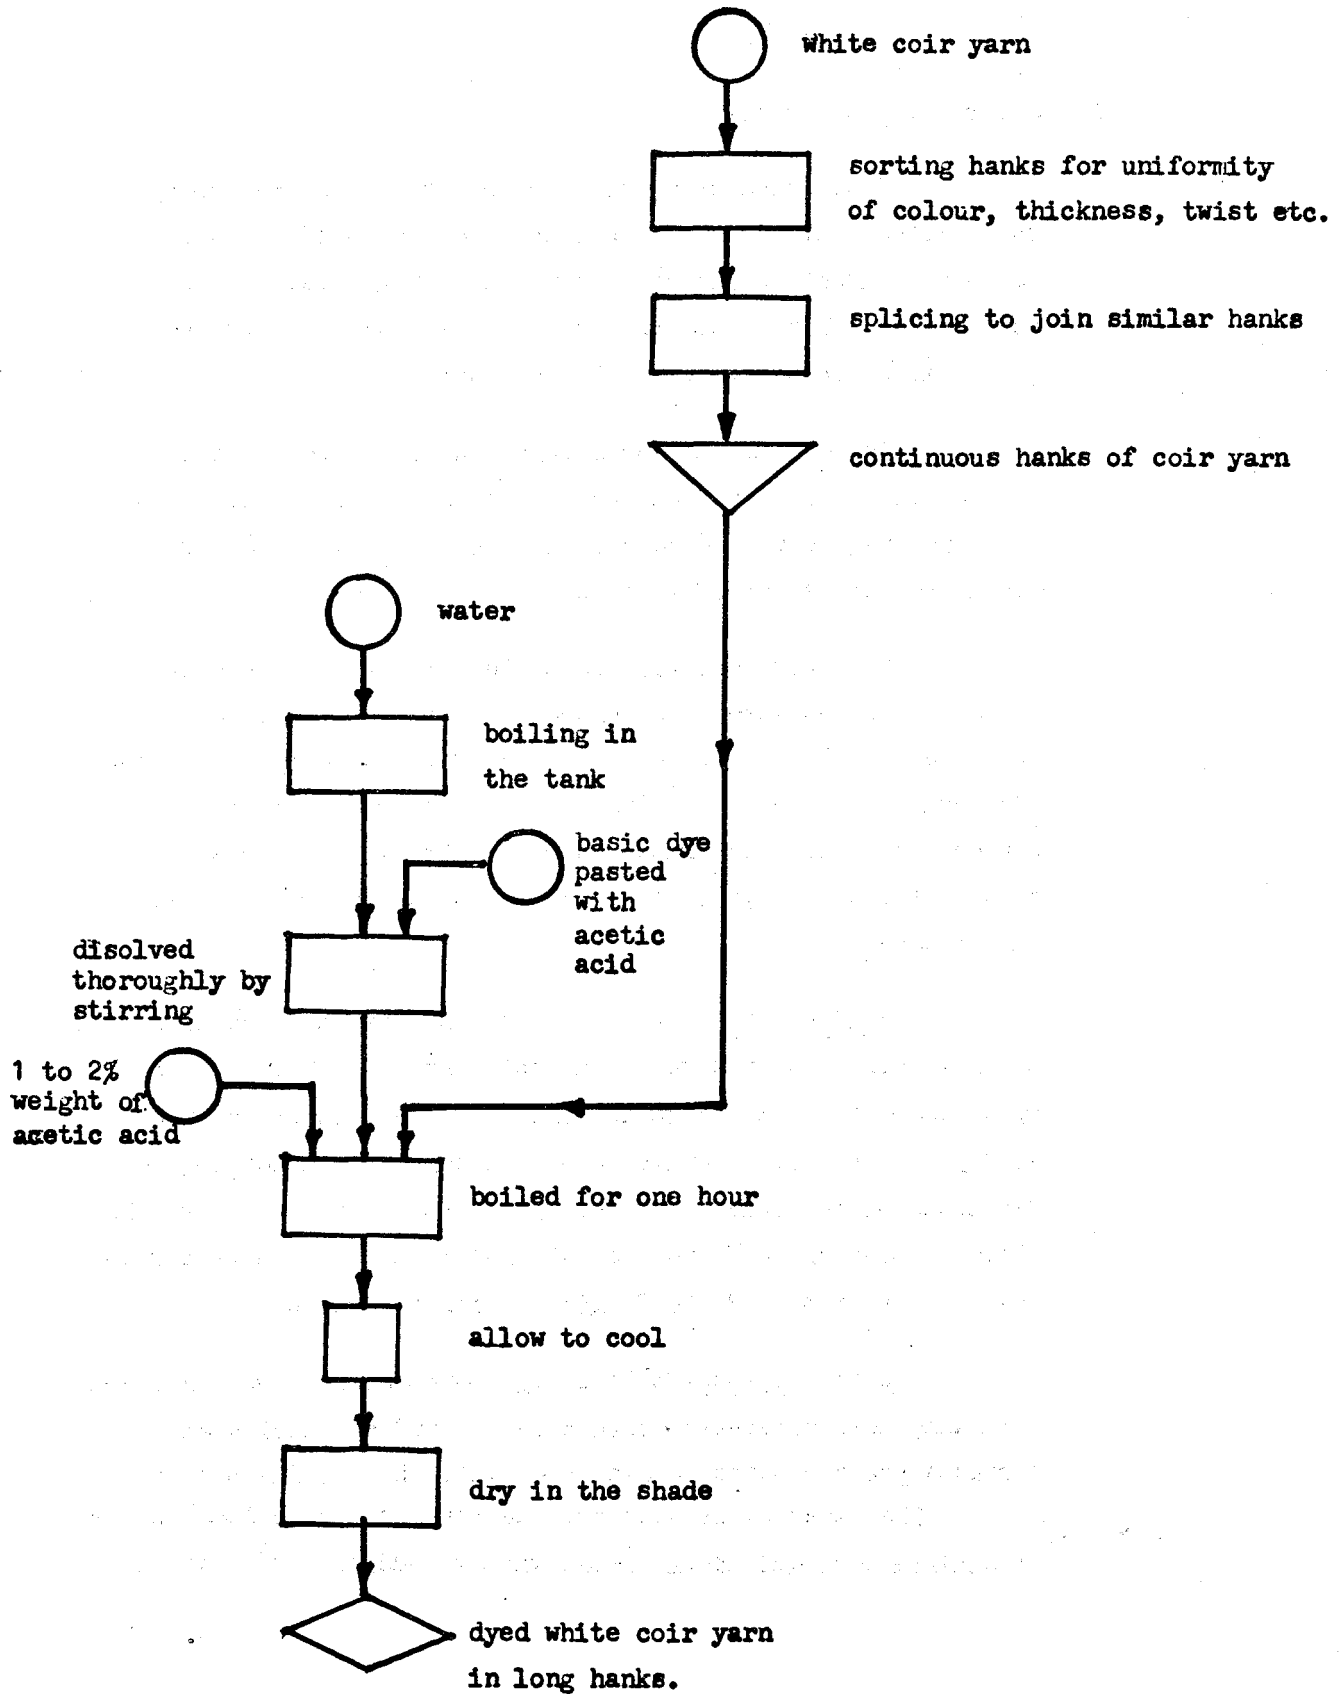 White coir yarn
sorting hanks for uniformity
of colour, thickness, twist etc.
splicing to join similar hanks
continuous hanks of coir yarn
water
boiling in
the tank
basic dye
pasted
with
acetic
acid
disolved
thoroughly by
stirring
1 to 2%
weight of
acetic acid
boiled for one hour
allow to cool
dry in the shade
dyed white coir yarn
in long hanks.